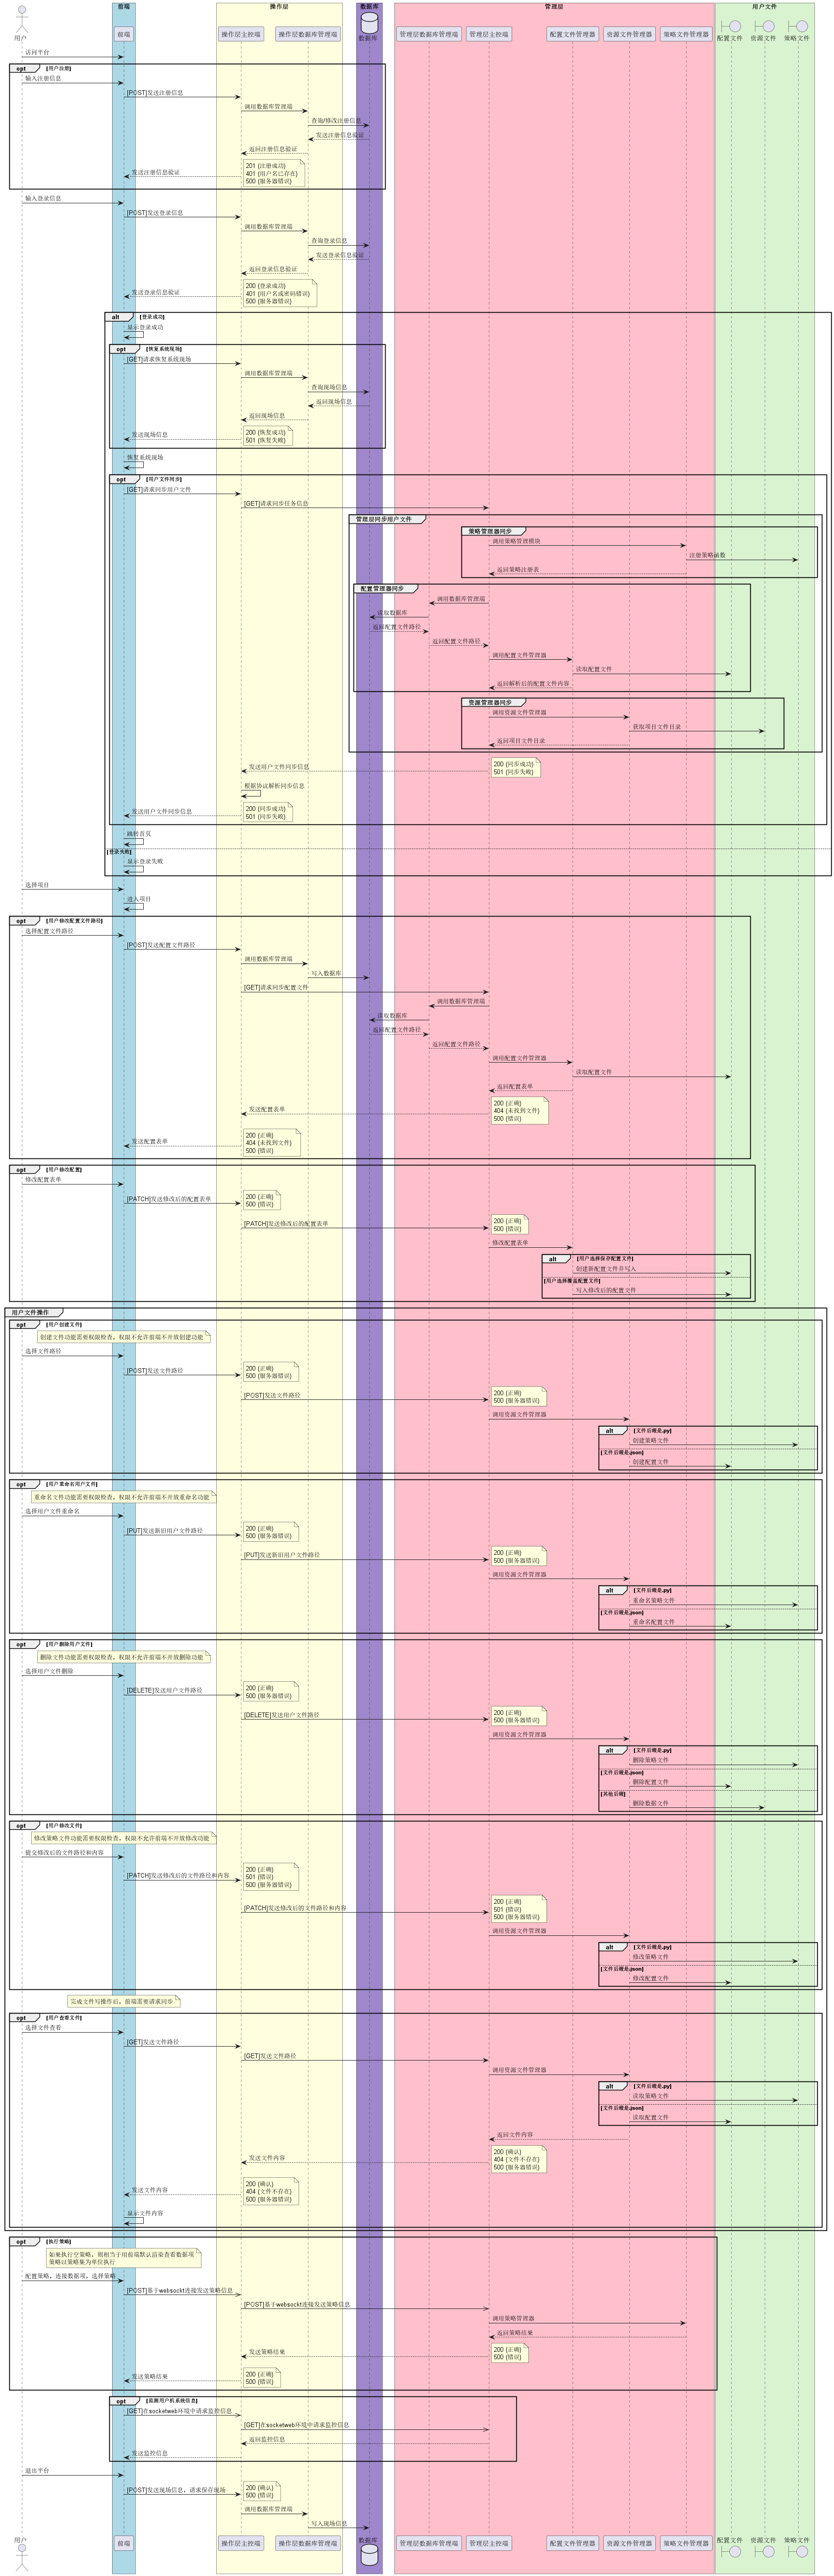 前端
操作层
数据库
管理层
用户文件
用户
前端
操作层主控端
操作层数据库管理端
数据库
管理层数据库管理端
管理层主控端
配置文件管理器
资源文件管理器
策略文件管理器
配置文件
资源文件
策略文件
访问平台
opt [用户注册]
输入注册信息
[POST]发送注册信息
调用数据库管理端
查询/修改注册信息
发送注册信息验证
返回注册信息验证
201 (注册成功)
401 (用户名已存在)
500 (服务器错误)
发送注册信息验证
输入登录信息
[POST]发送登录信息
调用数据库管理端
查询登录信息
发送登录信息验证
返回登录信息验证
200 (登录成功)
401 (用户名或密码错误)
500 (服务器错误)
发送登录信息验证
alt [登录成功]
显示登录成功
opt [恢复系统现场]
[GET]请求恢复系统现场
调用数据库管理端
查询现场信息
返回现场信息
返回现场信息
200 (恢复成功)
501 (恢复失败)
发送现场信息
恢复系统现场
opt [用户文件同步]
[GET]请求同步用户文件
[GET]请求同步任务信息
管理层同步用户文件
策略管理器同步
调用策略管理模块
注册策略函数
返回策略注册表
配置管理器同步
调用数据库管理端
读取数据库
返回配置文件路径
返回配置文件路径
调用配置文件管理器
读取配置文件
返回解析后的配置文件内容
资源管理器同步
调用资源文件管理器
获取项目文件目录
返回项目文件目录
发送用户文件同步信息
200 (同步成功)
501 (同步失败)
根据协议解析同步信息
发送用户文件同步信息
200 (同步成功)
501 (同步失败)
跳转首页
[登录失败]
显示登录失败
选择项目
进入项目
opt [用户修改配置文件路径]
选择配置文件路径
[POST]发送配置文件路径
调用数据库管理端
写入数据库
[GET]请求同步配置文件
调用数据库管理端
读取数据库
返回配置文件路径
返回配置文件路径
调用配置文件管理器
读取配置文件
返回配置表单
发送配置表单
200 (正确)
404 (未找到文件)
500 (错误)
发送配置表单
200 (正确)
404 (未找到文件)
500 (错误)
opt [用户修改配置]
修改配置表单
[PATCH]发送修改后的配置表单
200 (正确)
500 (错误)
[PATCH]发送修改后的配置表单
200 (正确)
500 (错误)
修改配置表单
alt [用户选择保存配置文件]
创建新配置文件并写入
[用户选择覆盖配置文件]
写入修改后的配置文件
用户文件操作
opt [用户创建文件]
创建文件功能需要权限检查，权限不允许前端不开放创建功能
选择文件路径
[POST]发送文件路径
200 (正确)
500 (服务器错误)
[POST]发送文件路径
200 (正确)
500 (服务器错误)
调用资源文件管理器
alt [文件后缀是.py]
创建策略文件
[文件后缀是.json]
创建配置文件
opt [用户重命名用户文件]
重命名文件功能需要权限检查，权限不允许前端不开放重命名功能
选择用户文件重命名
[PUT]发送新旧用户文件路径
200 (正确)
500 (服务器错误)
[PUT]发送新旧用户文件路径
200 (正确)
500 (服务器错误)
调用资源文件管理器
alt [文件后缀是.py]
重命名策略文件
[文件后缀是.json]
重命名配置文件
opt [用户删除用户文件]
删除文件功能需要权限检查，权限不允许前端不开放删除功能
选择用户文件删除
[DELETE]发送用户文件路径
200 (正确)
500 (服务器错误)
[DELETE]发送用户文件路径
200 (正确)
500 (服务器错误)
调用资源文件管理器
alt [文件后缀是.py]
删除策略文件
[文件后缀是.json]
删除配置文件
[其他后缀]
删除数据文件
opt [用户修改文件]
修改策略文件功能需要权限检查，权限不允许前端不开放修改功能
提交修改后的文件路径和内容
[PATCH]发送修改后的文件路径和内容
200 (正确)
501 (错误)
500 (服务器错误)
[PATCH]发送修改后的文件路径和内容
200 (正确)
501 (错误)
500 (服务器错误)
调用资源文件管理器
alt [文件后缀是.py]
修改策略文件
[文件后缀是.json]
修改配置文件
完成文件写操作后，前端需要请求同步
opt [用户查看文件]
选择文件查看
[GET]发送文件路径
[GET]发送文件路径
调用资源文件管理器
alt [文件后缀是.py]
读取策略文件
[文件后缀是.json]
读取配置文件
返回文件内容
发送文件内容
200 (确认)
404 (文件不存在)
500 (服务器错误)
发送文件内容
200 (确认)
404 (文件不存在)
500 (服务器错误)
显示文件内容
opt [执行策略]
如果执行空策略，则相当于用前端默认渲染查看数据项
策略以策略集为单位执行
配置策略，连接数据项，选择策略
[POST]基于websockt连接发送策略信息
[POST]基于websockt连接发送策略信息
调用策略管理器
返回策略结果
发送策略结果
200 (正确)
500 (错误)
发送策略结果
200 (正确)
500 (错误)
opt [监测用户机系统信息]
[GET]在socketweb环境中请求监控信息
[GET]在socketweb环境中请求监控信息
返回监控信息
发送监控信息
退出平台
[POST]发送现场信息，请求保存现场
200 (确认)
500 (错误)
调用数据库管理端
写入现场信息
用户
前端
操作层主控端
操作层数据库管理端
数据库
管理层数据库管理端
管理层主控端
配置文件管理器
资源文件管理器
策略文件管理器
配置文件
资源文件
策略文件